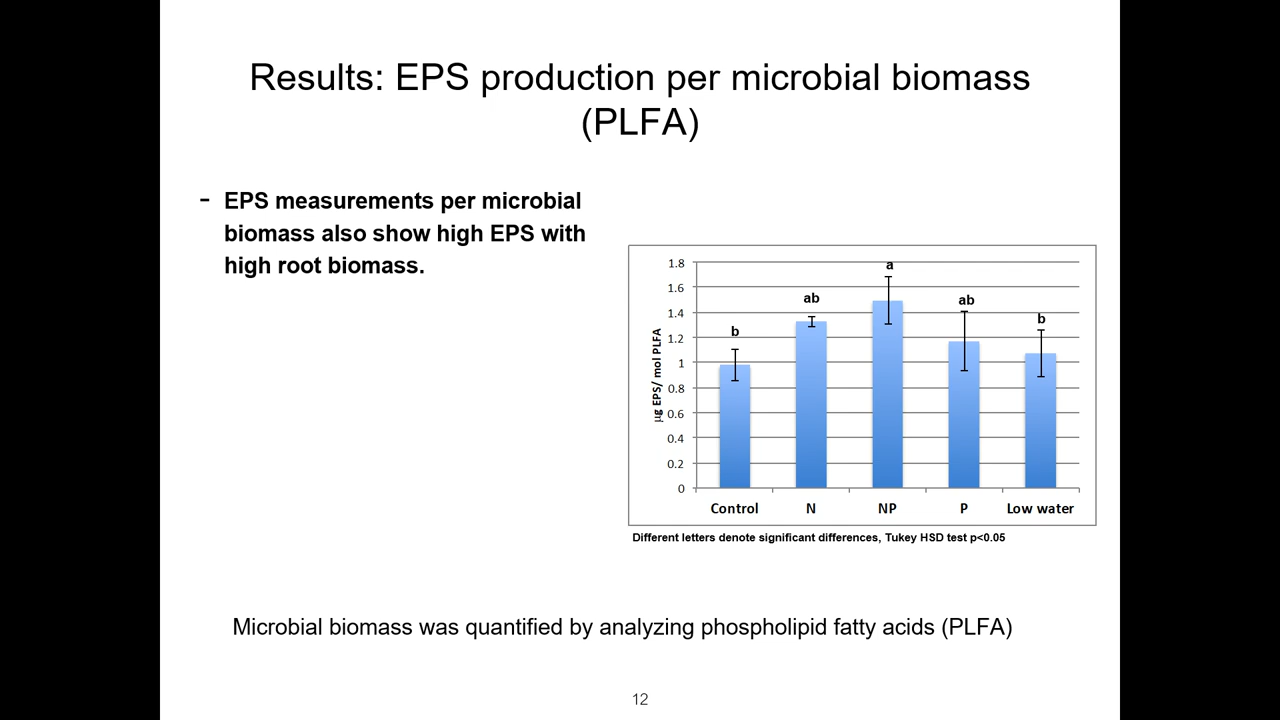 Results: EPS production per microbial biomass
(PLFA)
- EPS measurements per microbial
biomass also show high EPS with
high root biomass.
µg EPS/ mol PLFA
1.8
1.6
1.4
1.2
1
0.8
0.6
0.4
0.2
0
b
ab
a
ab
b
Control N NP P Low water
Different letters denote significant differences, Tukey HSD test p<0.05
Microbial biomass was quantified by analyzing phospholipid fatty acids (PLFA)
12